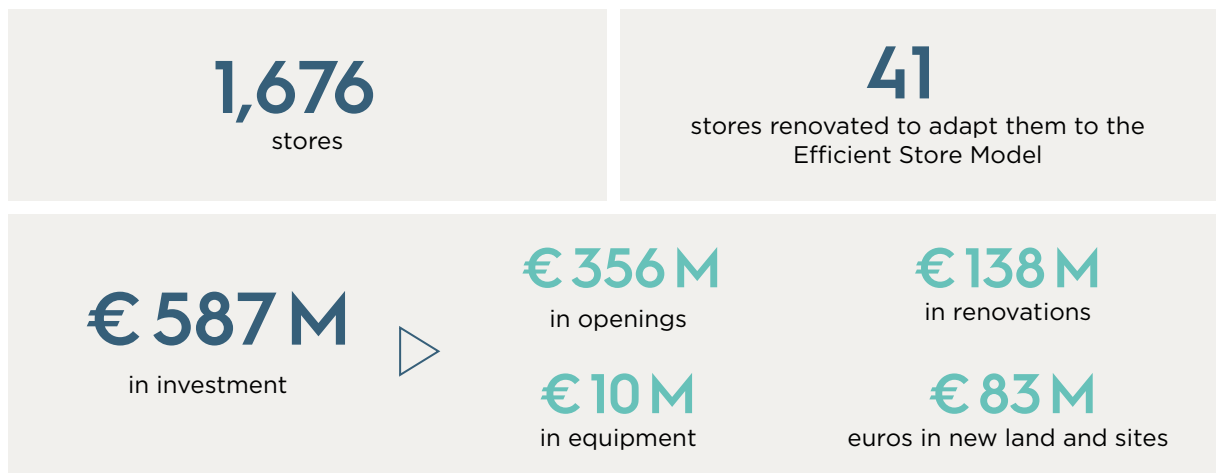 1,676
stores
41
stores renovated to adapt them to the
Efficient Store Model
€ 587 M
in investment
€ 356 M
in openings
€ 138 M
in renovations
€ 10 M
in equipment
€ 83 M
euros in new land and sites